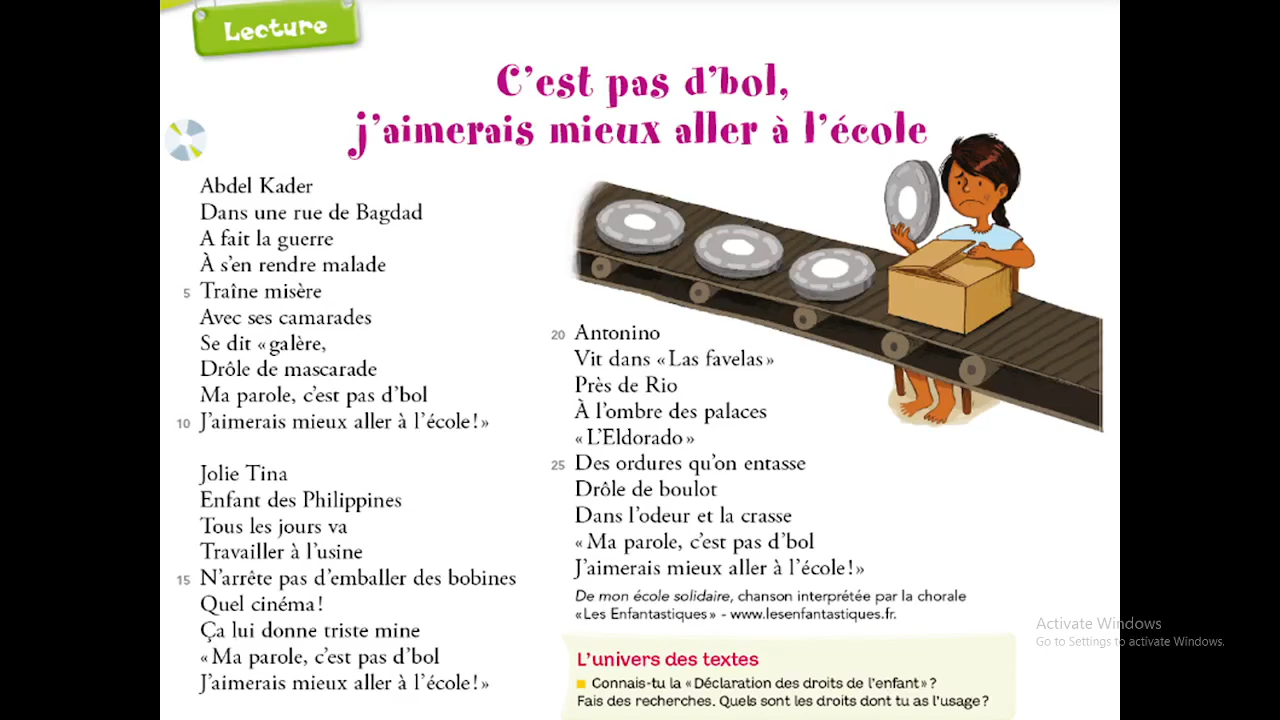 Lecture
C'est pas d'bol,
j'aimerais mieux aller à l'école
Abdel Kader
Dans une rue de Bagdad
A fait la guerre
À s'en rendre malade
5 Traîne misère
Avec ses camarades
Se dit « galère,
Drôle de mascarade
Ma parole, c'est pas d'bol
10 J'aimerais mieux aller à l'école ! »
Jolie Tina
Enfant des Philippines
Tous les jours va
Travailler à l'usine
15 N'arrête pas d'emballer des bobines
Quel cinéma !
Ça lui donne triste mine
« Ma parole, c'est pas d'bol
J'aimerais mieux aller à l'école ! »
20 Antonino
Vit dans « Las favelas »
Près de Rio
À l'ombre des palaces
« L'Eldorado »
25 Des ordures qu'on entasse
Drôle de boulot
Dans l'odeur et la crasse
« Ma parole, c'est pas d'bol
J'aimerais mieux aller à l'école ! »
De mon école solidaire, chanson interprétée par la chorale
« Les Enfantastiques » - www.lesenfantastiques.fr.
L'univers des textes
Connais-tu la « Déclaration des droits de l'enfant » ?
Fais des recherches. Quels sont les droits dont tu as l'usage ?
Activate Windows
Go to Settings to activate Windows.